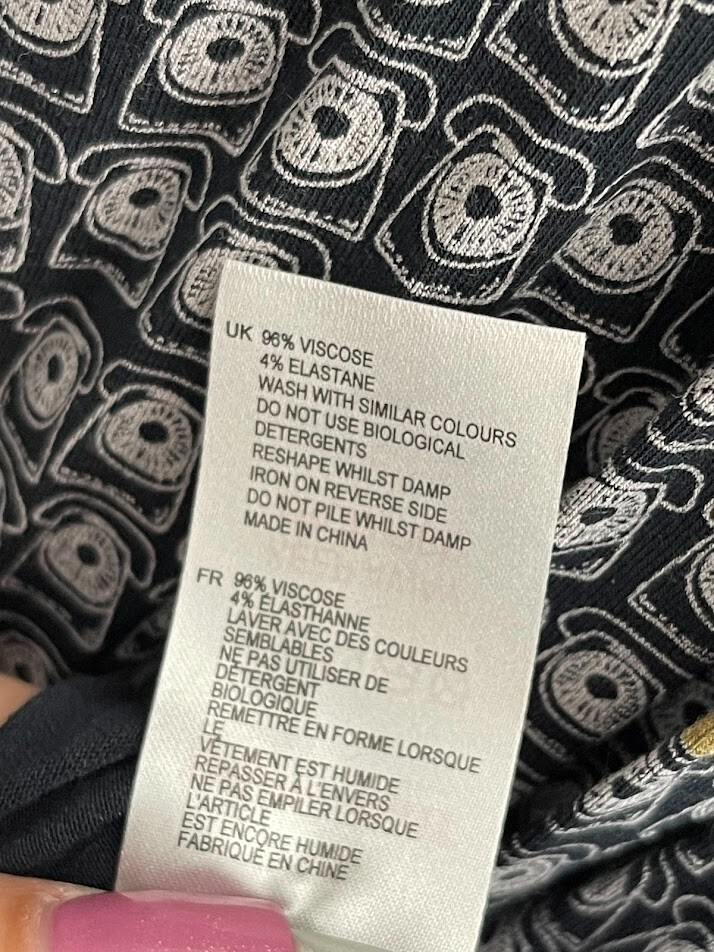 UK 96% VISCOSE
4% ELASTANE
WASH WITH SIMILAR COLOURS
DO NOT USE BIOLOGICAL
DETERGENTS
RESHAPE WHILST DAMP
IRON ON REVERSE SIDE
DO NOT PILE WHILST DAMP
MADE IN CHINA
FR 96% VISCOSE
4% ÉLASTHANNE
LAVER AVEC DES COULEURS
SEMBLABLES
NE PAS UTILISER DE
DÉTERGENT
BIOLOGIQUE
REMETTRE EN FORME LORSQUE
LE
VÊTEMENT EST HUMIDE
REPASSER À L'ENVERS
NE PAS EMPILER LORSQUE
L'ARTICLE
EST ENCORE HUMIDE
FABRIQUÉ EN CHINE